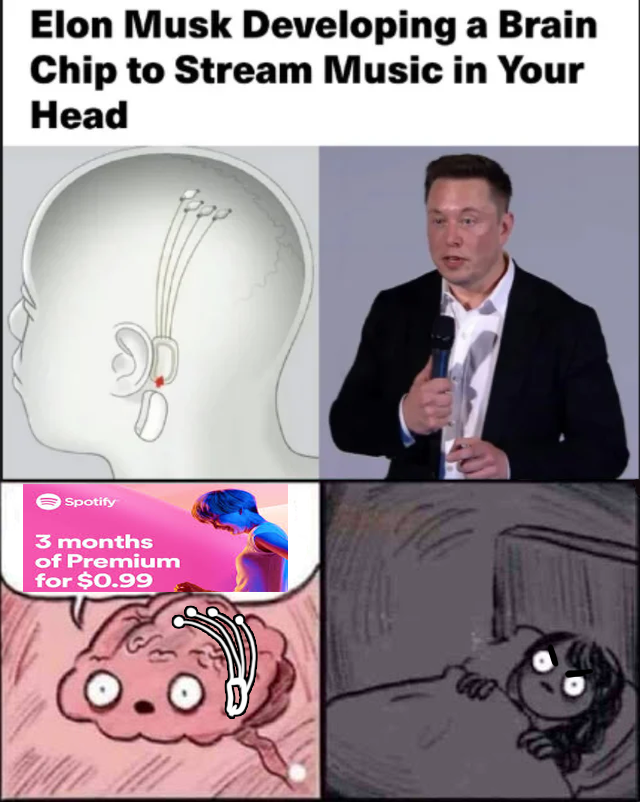 Elon Musk Developing a Brain
Chip to Stream Music in Your
Head
Spotify
3 months
of Premium
for $0.99